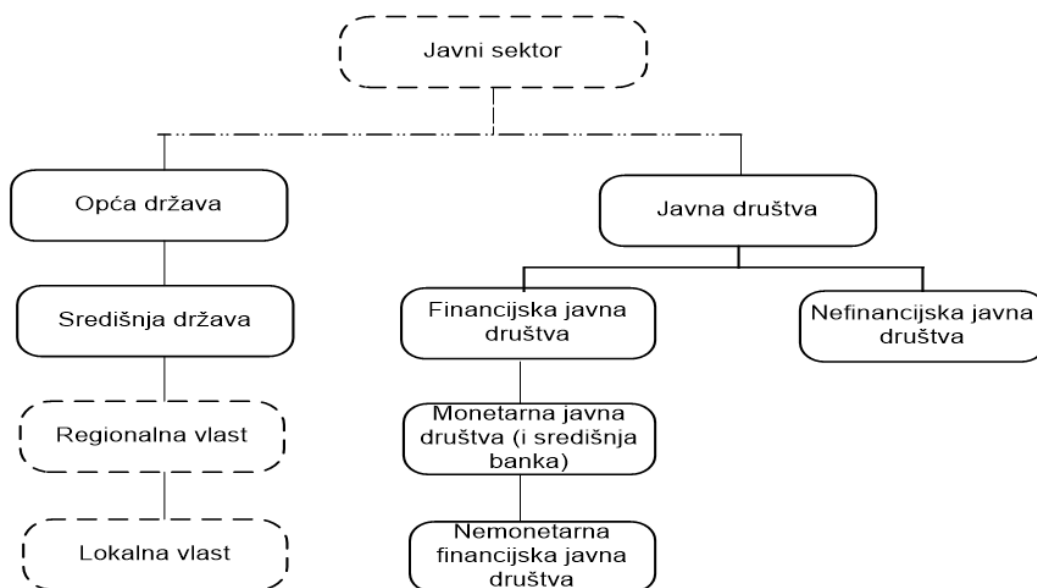 Javni sektor
Opća država
Javna društva
Središnja država
Financijska javna
društva
Nefinancijska javna
društva
Regionalna vlast
Monetarna javna
društva (i središnja
banka)
Lokalna vlast
Nemonetarna
financijska javna
društva